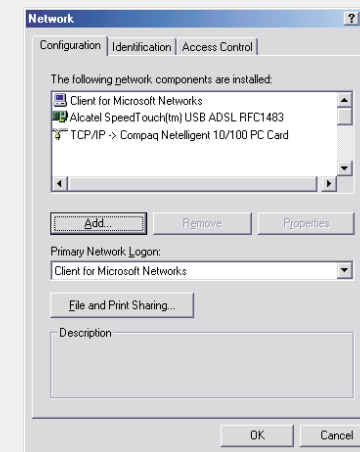 Network ?
Configuration Identification Access Control
The following network components are installed:
Client for Microsoft Networks
Alcatel SpeedTouch(tm) USB ADSL RFC1483
TCP/IP -> Compaq Netelligent 10/100 PC Card
Add... Remove Properties
Primary Network Logon:
Client for Microsoft Networks
File and Print Sharing...
Description
OK Cancel